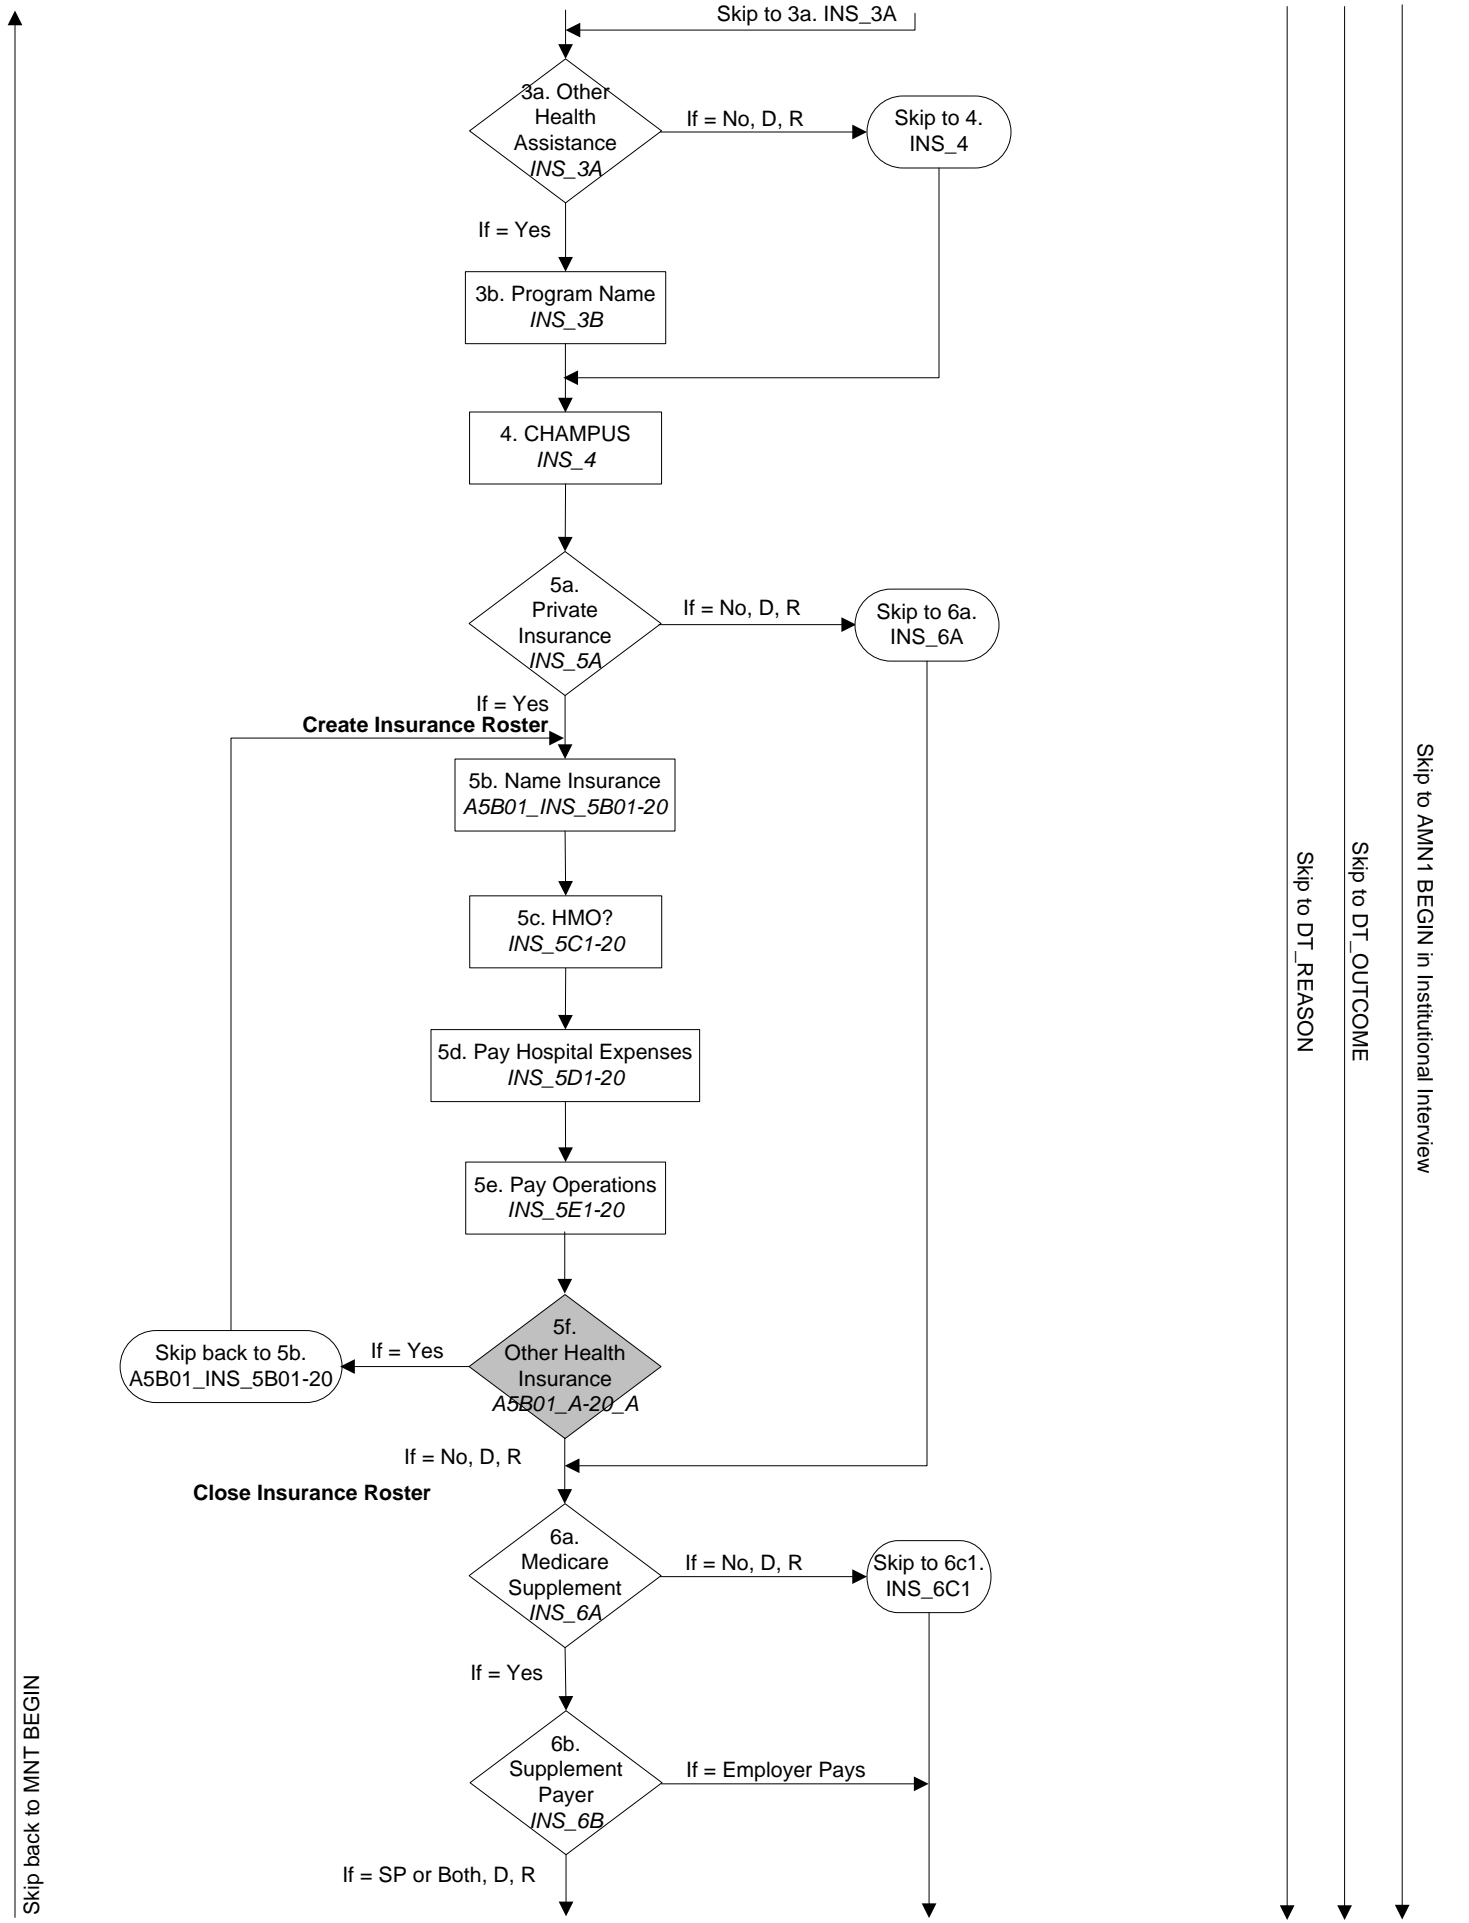 Skip to 3a. INS_3A
3a. Other
Health
Assistance
INS_3A
If = No, D, R
Skip to 4.
INS_4
If = Yes
3b. Program Name
INS_3B
4. CHAMPUS
INS_4
5a.
Private
Insurance
INS_5A
If = No, D, R
Skip to 6a.
INS_6A
If = Yes
Create Insurance Roster
5b. Name Insurance
A5B01_INS_5B01-20
5c. HMO?
INS_5C1-20
5d. Pay Hospital Expenses
INS_5D1-20
5e. Pay Operations
INS_5E1-20
5f.
Other Health
Insurance
A5B01_A-20_A
If = Yes
Skip back to 5b.
A5B01_INS_5B01-20
If = No, D, R
Close Insurance Roster
6a.
Medicare
Supplement
INS_6A
If = No, D, R
Skip to 6c1.
INS_6C1
If = Yes
6b.
Supplement
Payer
INS_6B
If = Employer Pays
If = SP or Both, D, R
Skip back to MNT BEGIN
Skip to DT_REASON
Skip to DT_OUTCOME
Skip to AMN1 BEGIN in Institutional Interview